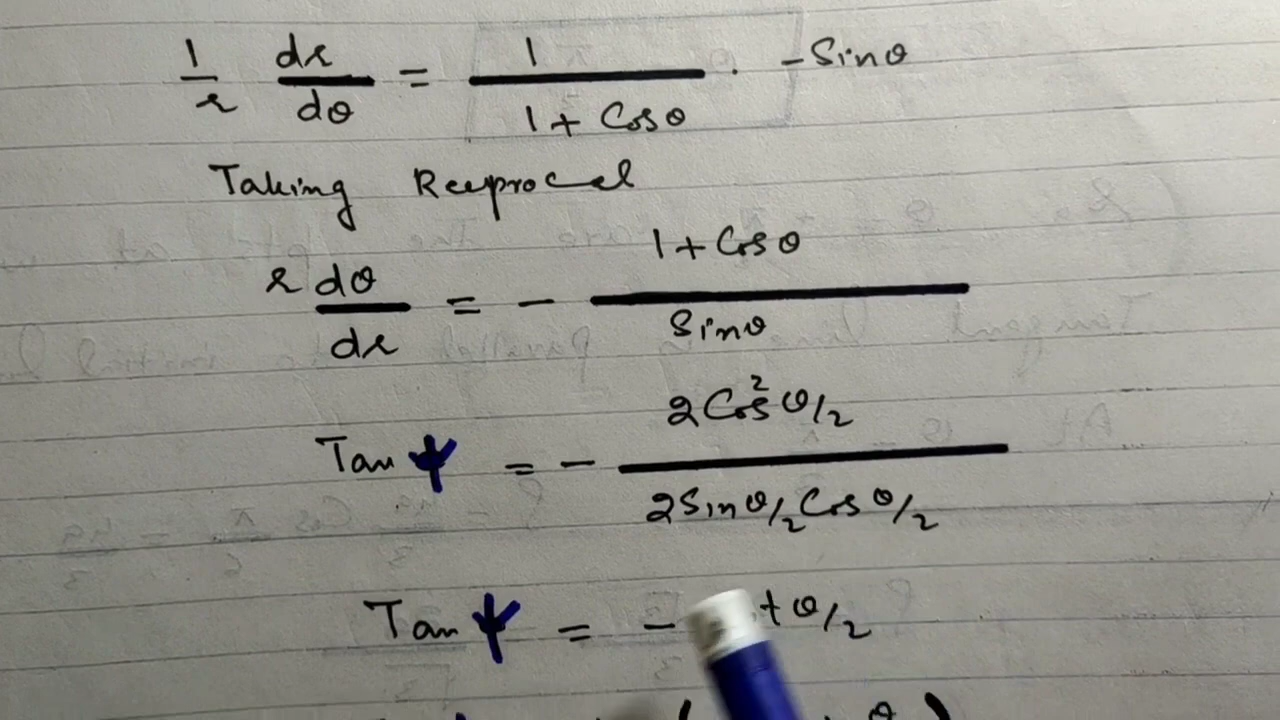 1/r dr/dθ = 1/(1 + Cosθ) · -Sinθ
Taking Reciprocal
r dθ/dr = - (1 + Cosθ)/Sinθ
Tan ψ = - 2Cos²θ/2 / 2Sinθ/2 Cosθ/2
Tan ψ = - θ/2